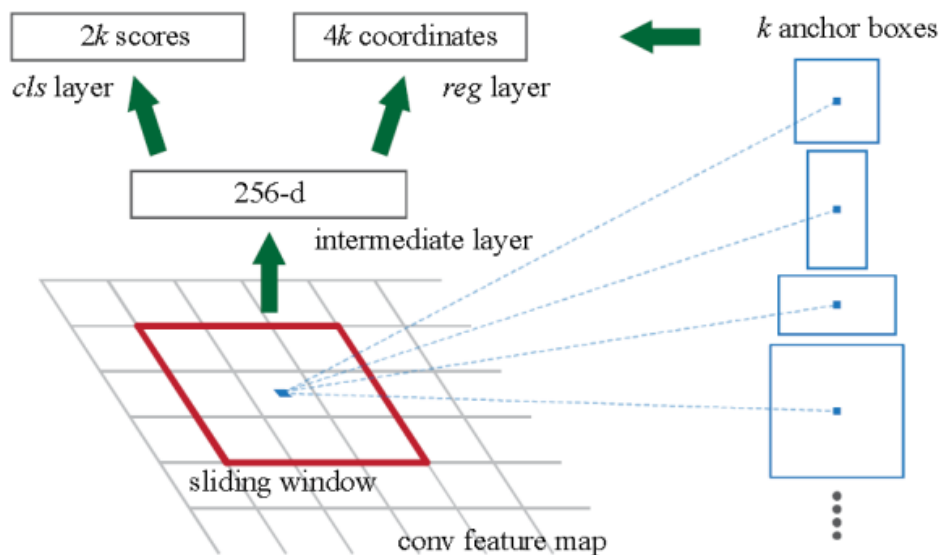 2k scores
4k coordinates
k anchor boxes
cls layer
reg layer
256-d
intermediate layer
sliding window
conv feature map